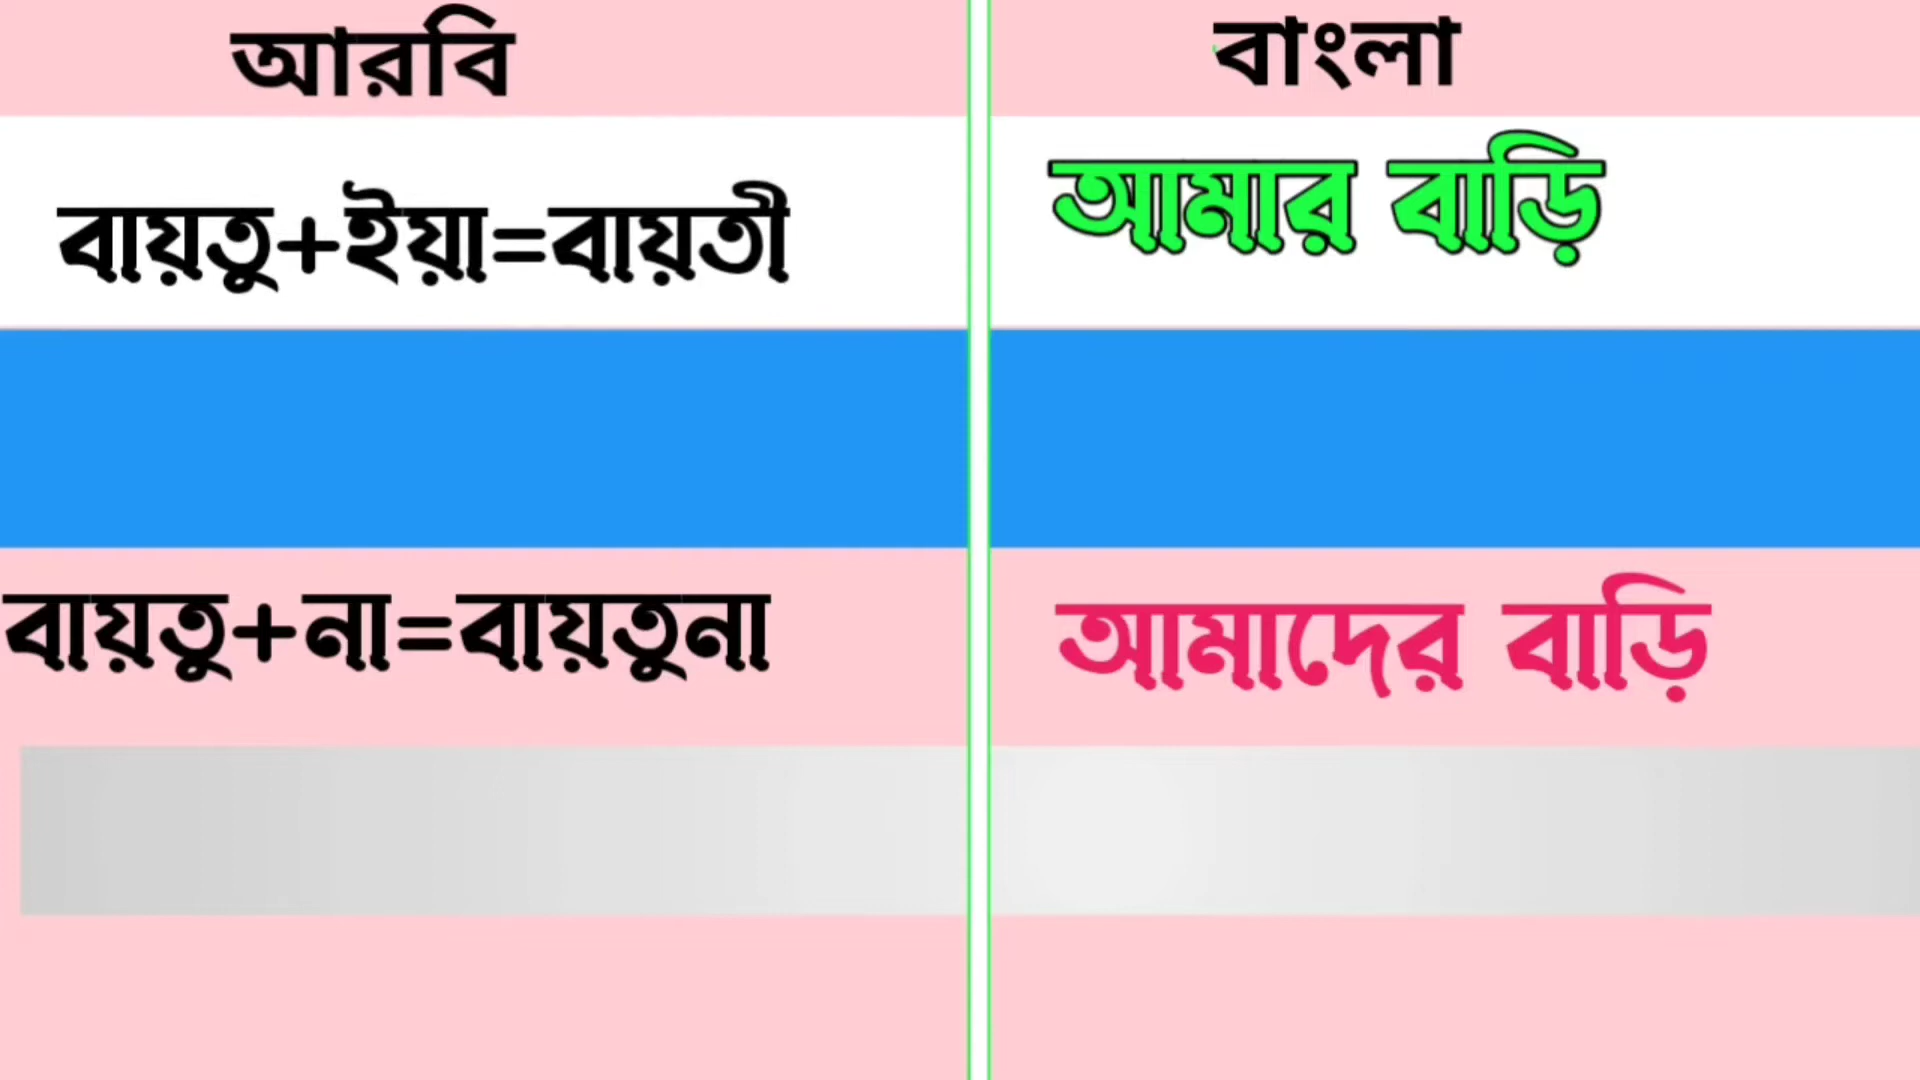 আরবি
বাংলা
বায়তু+ইয়া=বায়তী
আমার বাড়ি
বায়তু+না=বায়তুনা
আমাদের বাড়ি